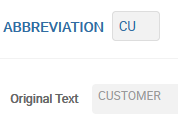 ABBREVIATION CU
Original Text CUSTOMER